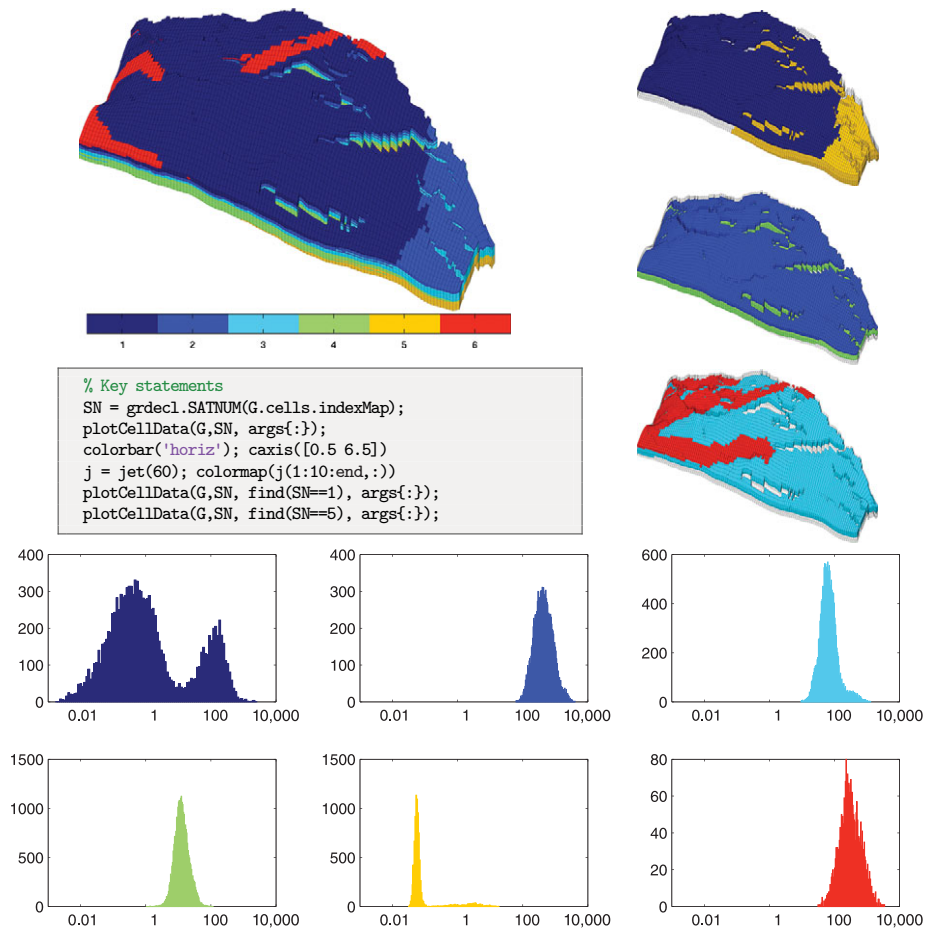 1 2 3 4 5 6
% Key statements
SN = grdecl.SATNUM(G.cells.indexMap);
plotCellData(G,SN, args{:});
colorbar('horiz'); caxis([0.5 6.5])
j = jet(60); colormap(j(1:10:end,:))
plotCellData(G,SN, find(SN==1), args{:});
plotCellData(G,SN, find(SN==5), args{:});
400
300
200
100
0
0.01 1 100 10,000
400
300
200
100
0
0.01 1 100 10,000
600
400
200
0
0.01 1 100 10,000
1500
1000
500
0
0.01 1 100 10,000
1500
1000
500
0
0.01 1 100 10,000
80
60
40
20
0
0.01 1 100 10,000